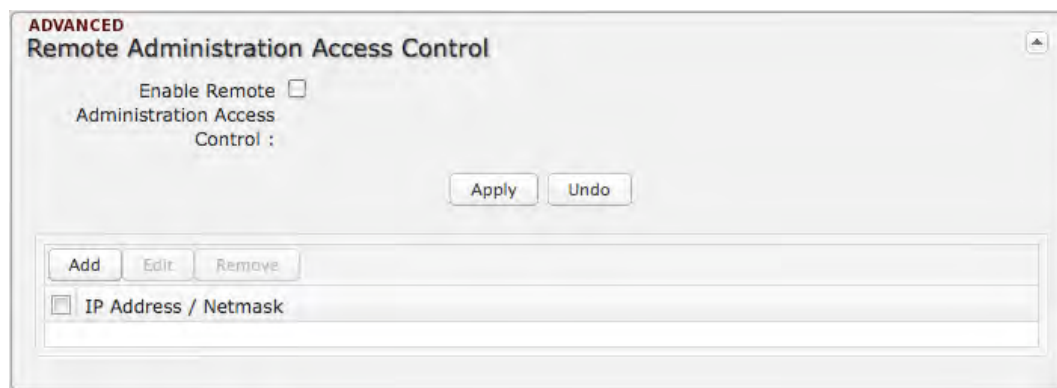 ADVANCED
Remote Administration Access Control
Enable Remote
Administration Access
Control :
Apply Undo
Add Edit Remove
IP Address / Netmask